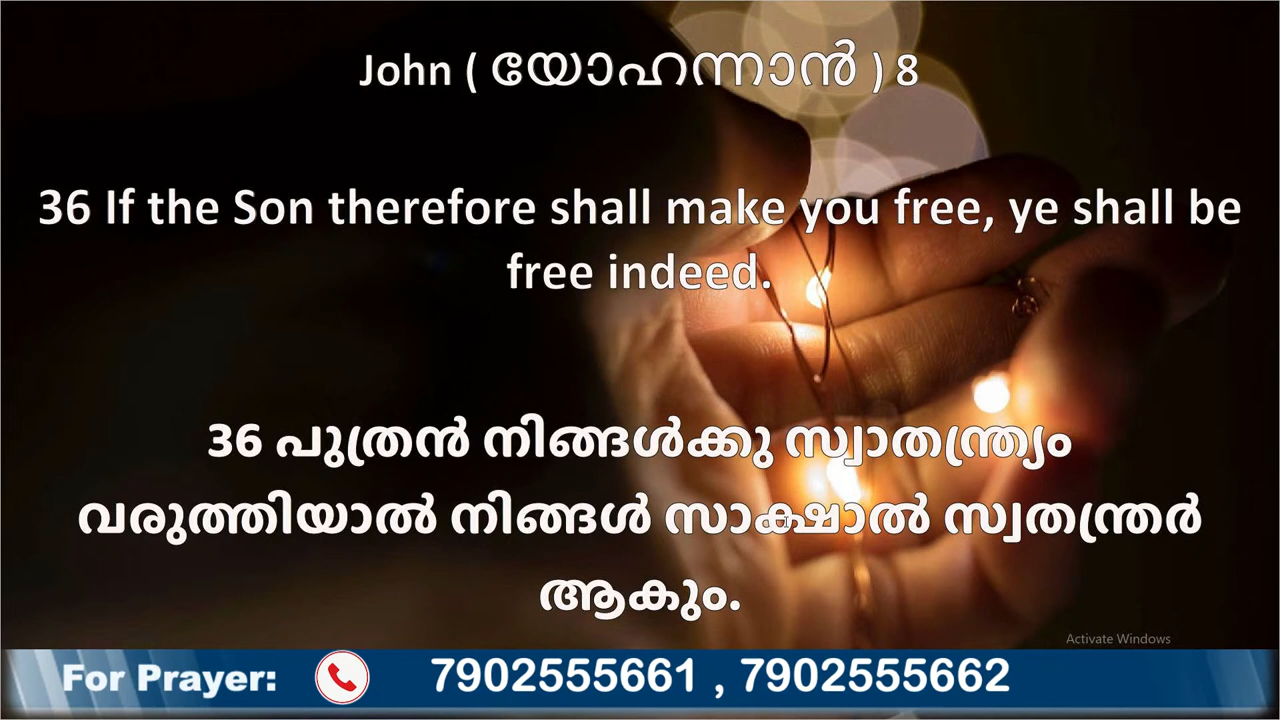 John ( യോഹന്നാൻ ) 8
36 If the Son therefore shall make you free, ye shall be
free indeed.
36 പുത്രൻ നിങ്ങൾക്കു സ്വാതന്ത്ര്യം
വരുത്തിയാൽ നിങ്ങൾ സാക്ഷാൽ സ്വതന്ത്രർ
ആകും.
Activate Windows
For Prayer: 7902555661 , 7902555662